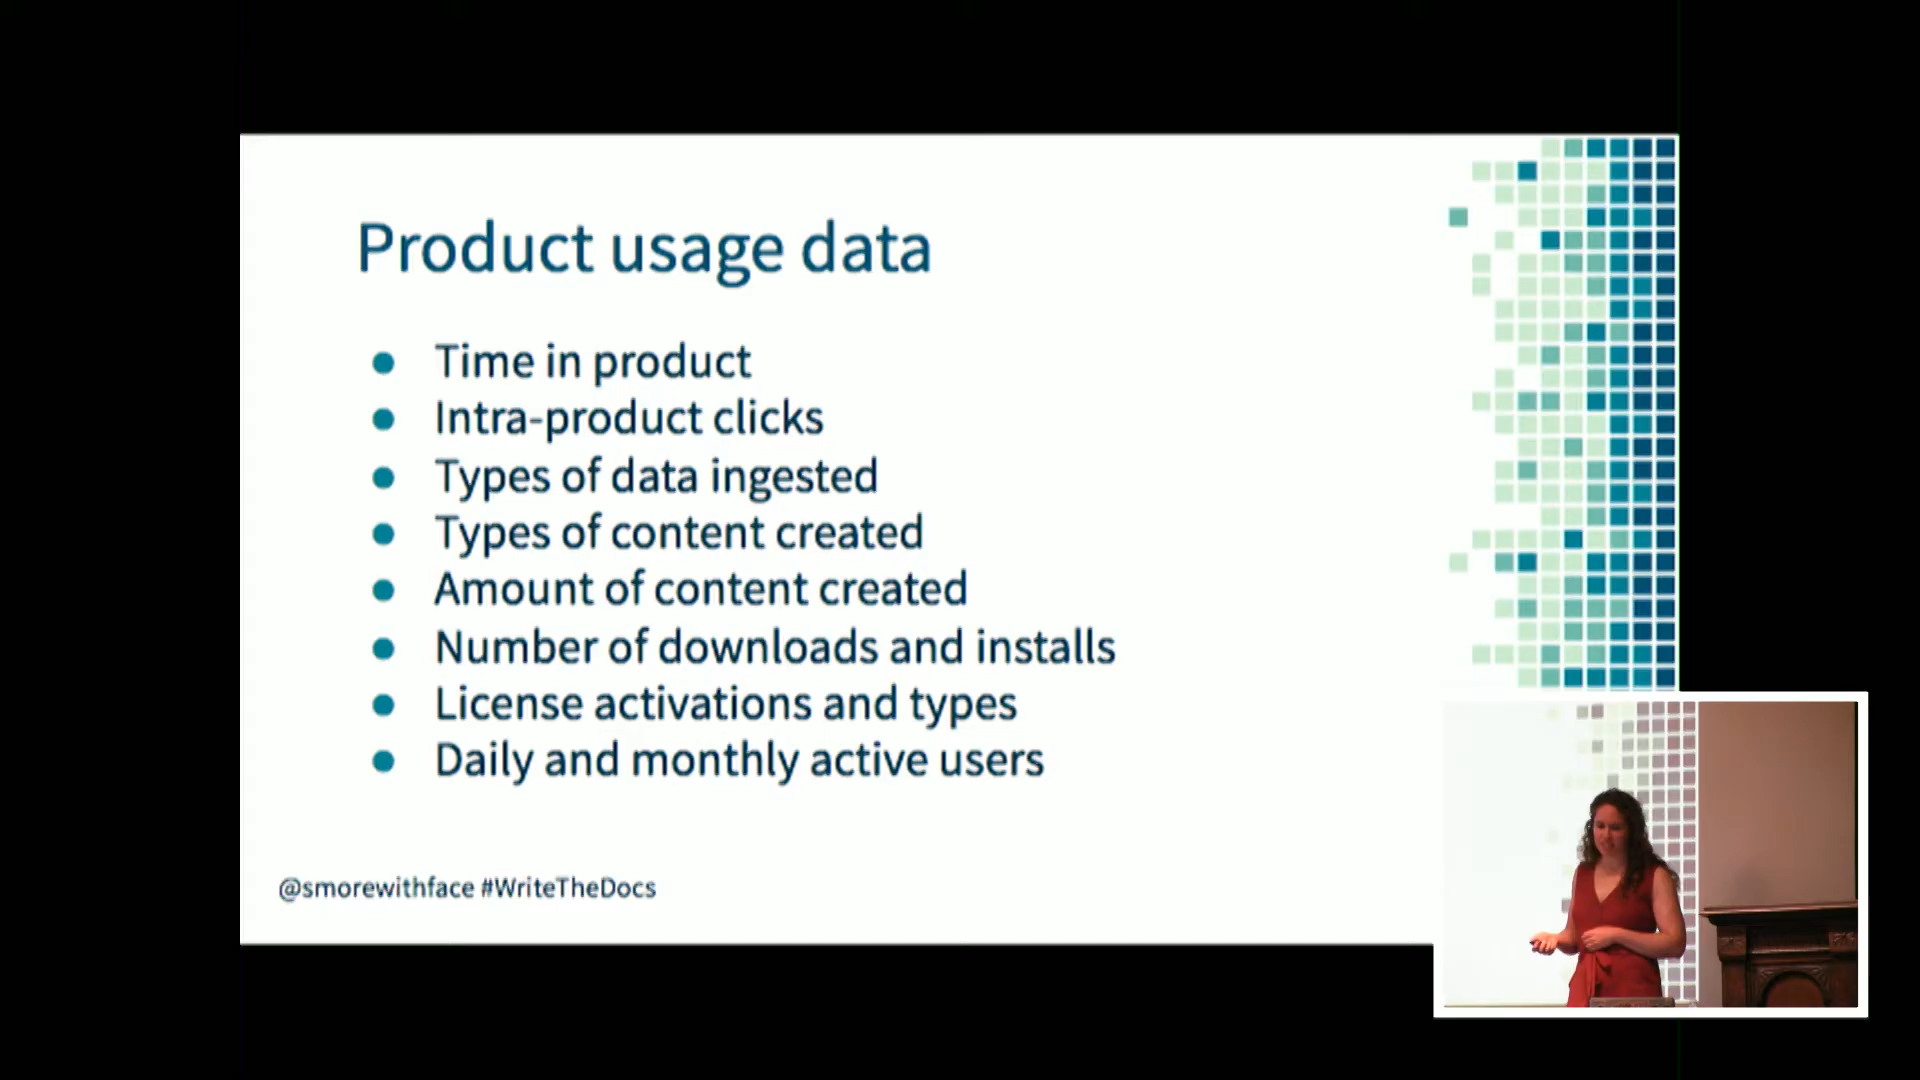 Product usage data
Time in product
Intra-product clicks
Types of data ingested
Types of content created
Amount of content created
Number of downloads and installs
License activations and types
Daily and monthly active users
@smorewithface #WriteTheDocs